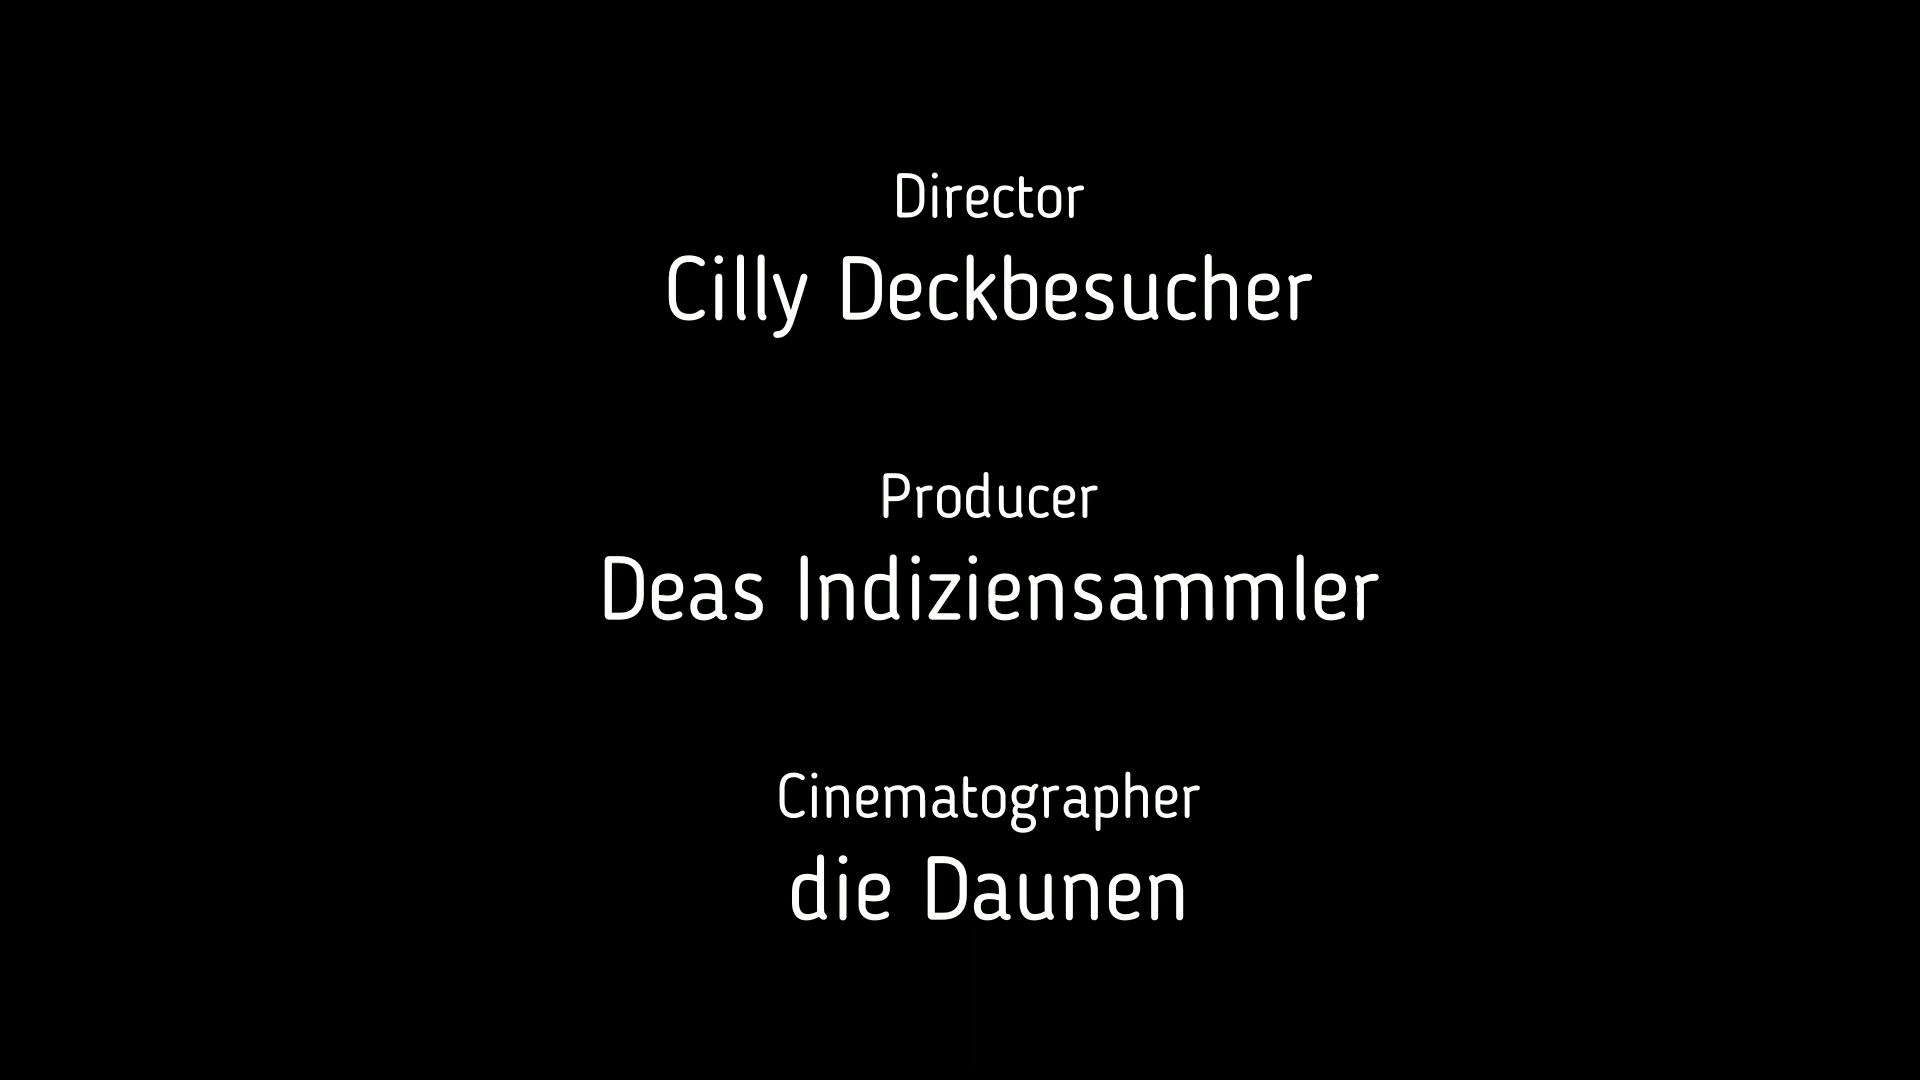 Director
Cilly Deckbesucher
Producer
Deas Indiziensammler
Cinematographer
die Daunen